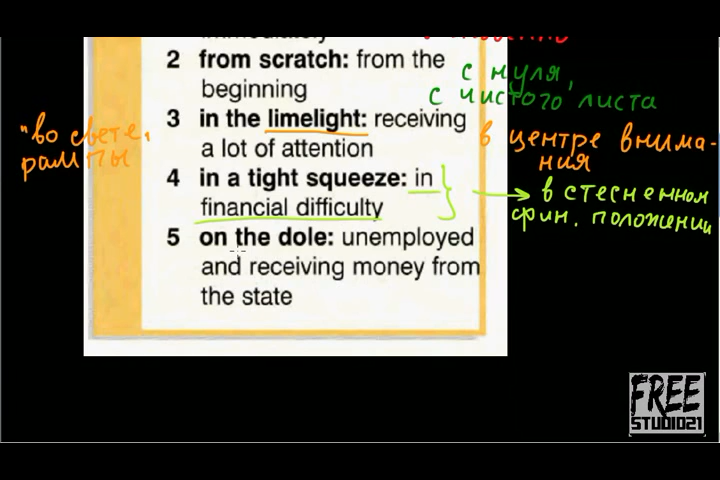 2 from scratch: from the
beginning
с нуля,
с чистого листа
3 in the limelight: receiving
a lot of attention
"во свете,
рампы
в центре внима-
ния
4 in a tight squeeze: in
financial difficulty
в стесненном
фин. положении
5 on the dole: unemployed
and receiving money from
the state
FREE
STUDIO21